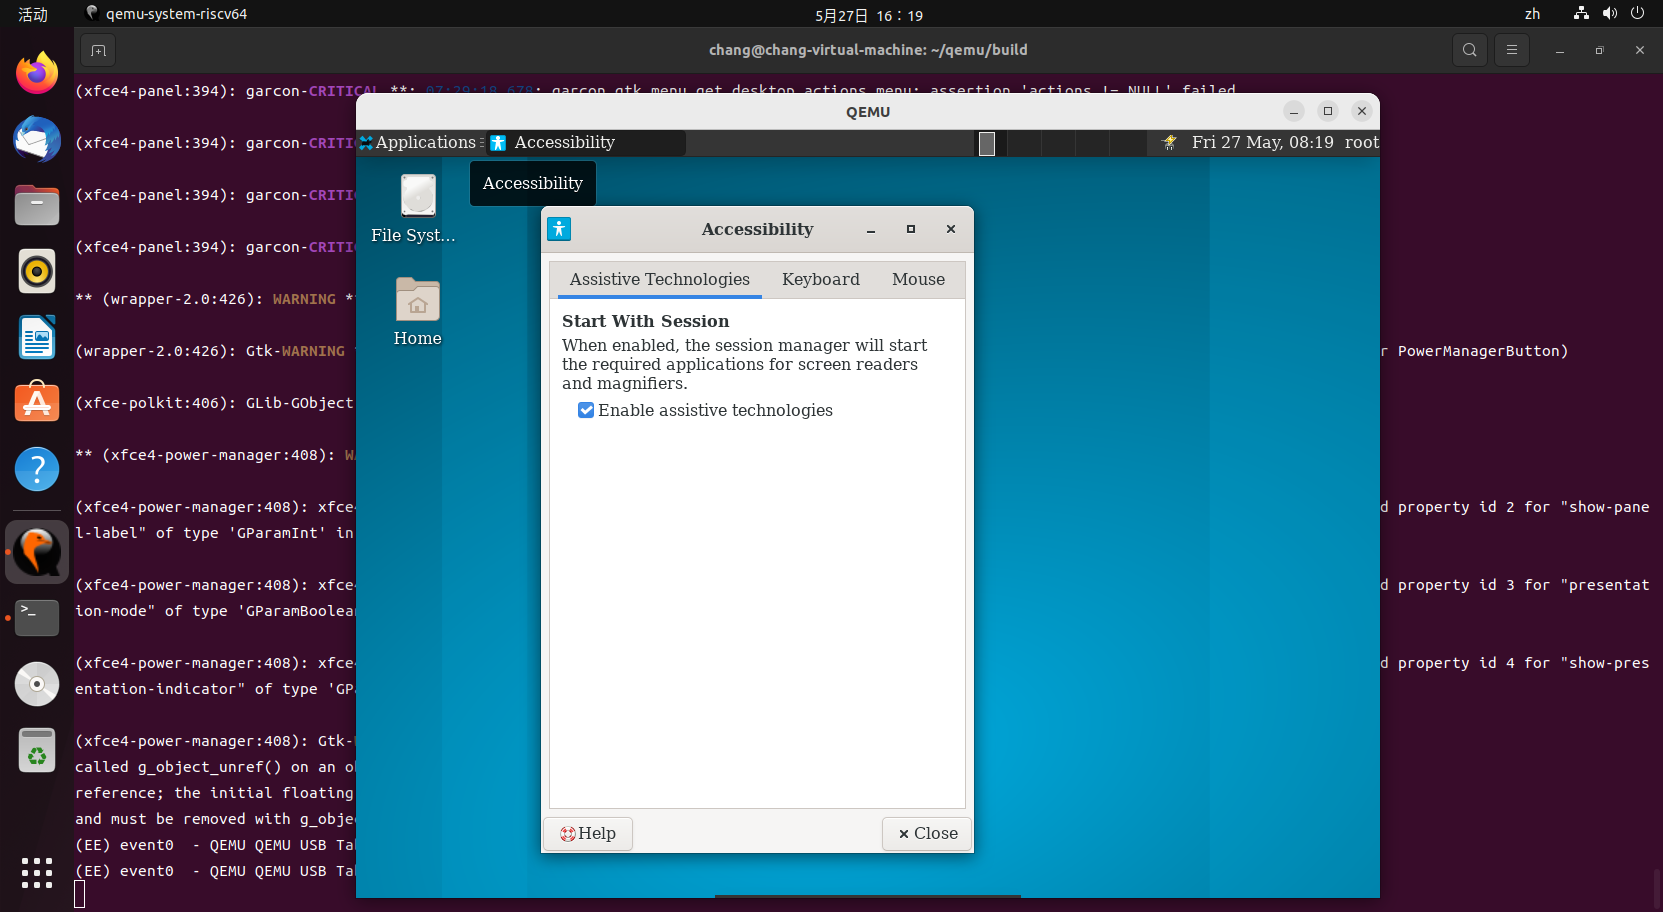 活动
qemu-system-riscv64
5月27日 16：19
zh
chang@chang-virtual-machine: ~/qemu/build
(xfce4-panel:394): garcon-CRITICAL **: 07:29:18.678: garcon_gtk_menu_get_desktop_actions_menu: assertion 'actions != NULL' failed
QEMU
(xfce4-panel:394): garcon-CRITI
Applications
Accessibility
Fri 27 May, 08:19 root
Accessibility
(xfce4-panel:394): garcon-CRITI
File Syst...
Accessibility
(xfce4-panel:394): garcon-CRITI
Assistive Technologies
Keyboard
Mouse
** (wrapper-2.0:426): WARNING *
Start With Session
Home
When enabled, the session manager will start
the required applications for screen readers
and magnifiers.
(wrapper-2.0:426): Gtk-WARNING
r PowerManagerButton)
(xfce-polkit:406): GLib-GObject
Enable assistive technologies
** (xfce4-power-manager:408): W
(xfce4-power-manager:408): xfce
d property id 2 for "show-pane
l-label" of type 'GParamInt' in
(xfce4-power-manager:408): xfce
d property id 3 for "presentat
ion-mode" of type 'GParamBoolea
(xfce4-power-manager:408): xfce
d property id 4 for "show-pres
entation-indicator" of type 'GP
(xfce4-power-manager:408): Gtk-
called g_object_unref() on an o
reference; the initial floating
and must be removed with g_obje
Help
Close
(EE) event0  - QEMU QEMU USB Ta
(EE) event0  - QEMU QEMU USB Ta